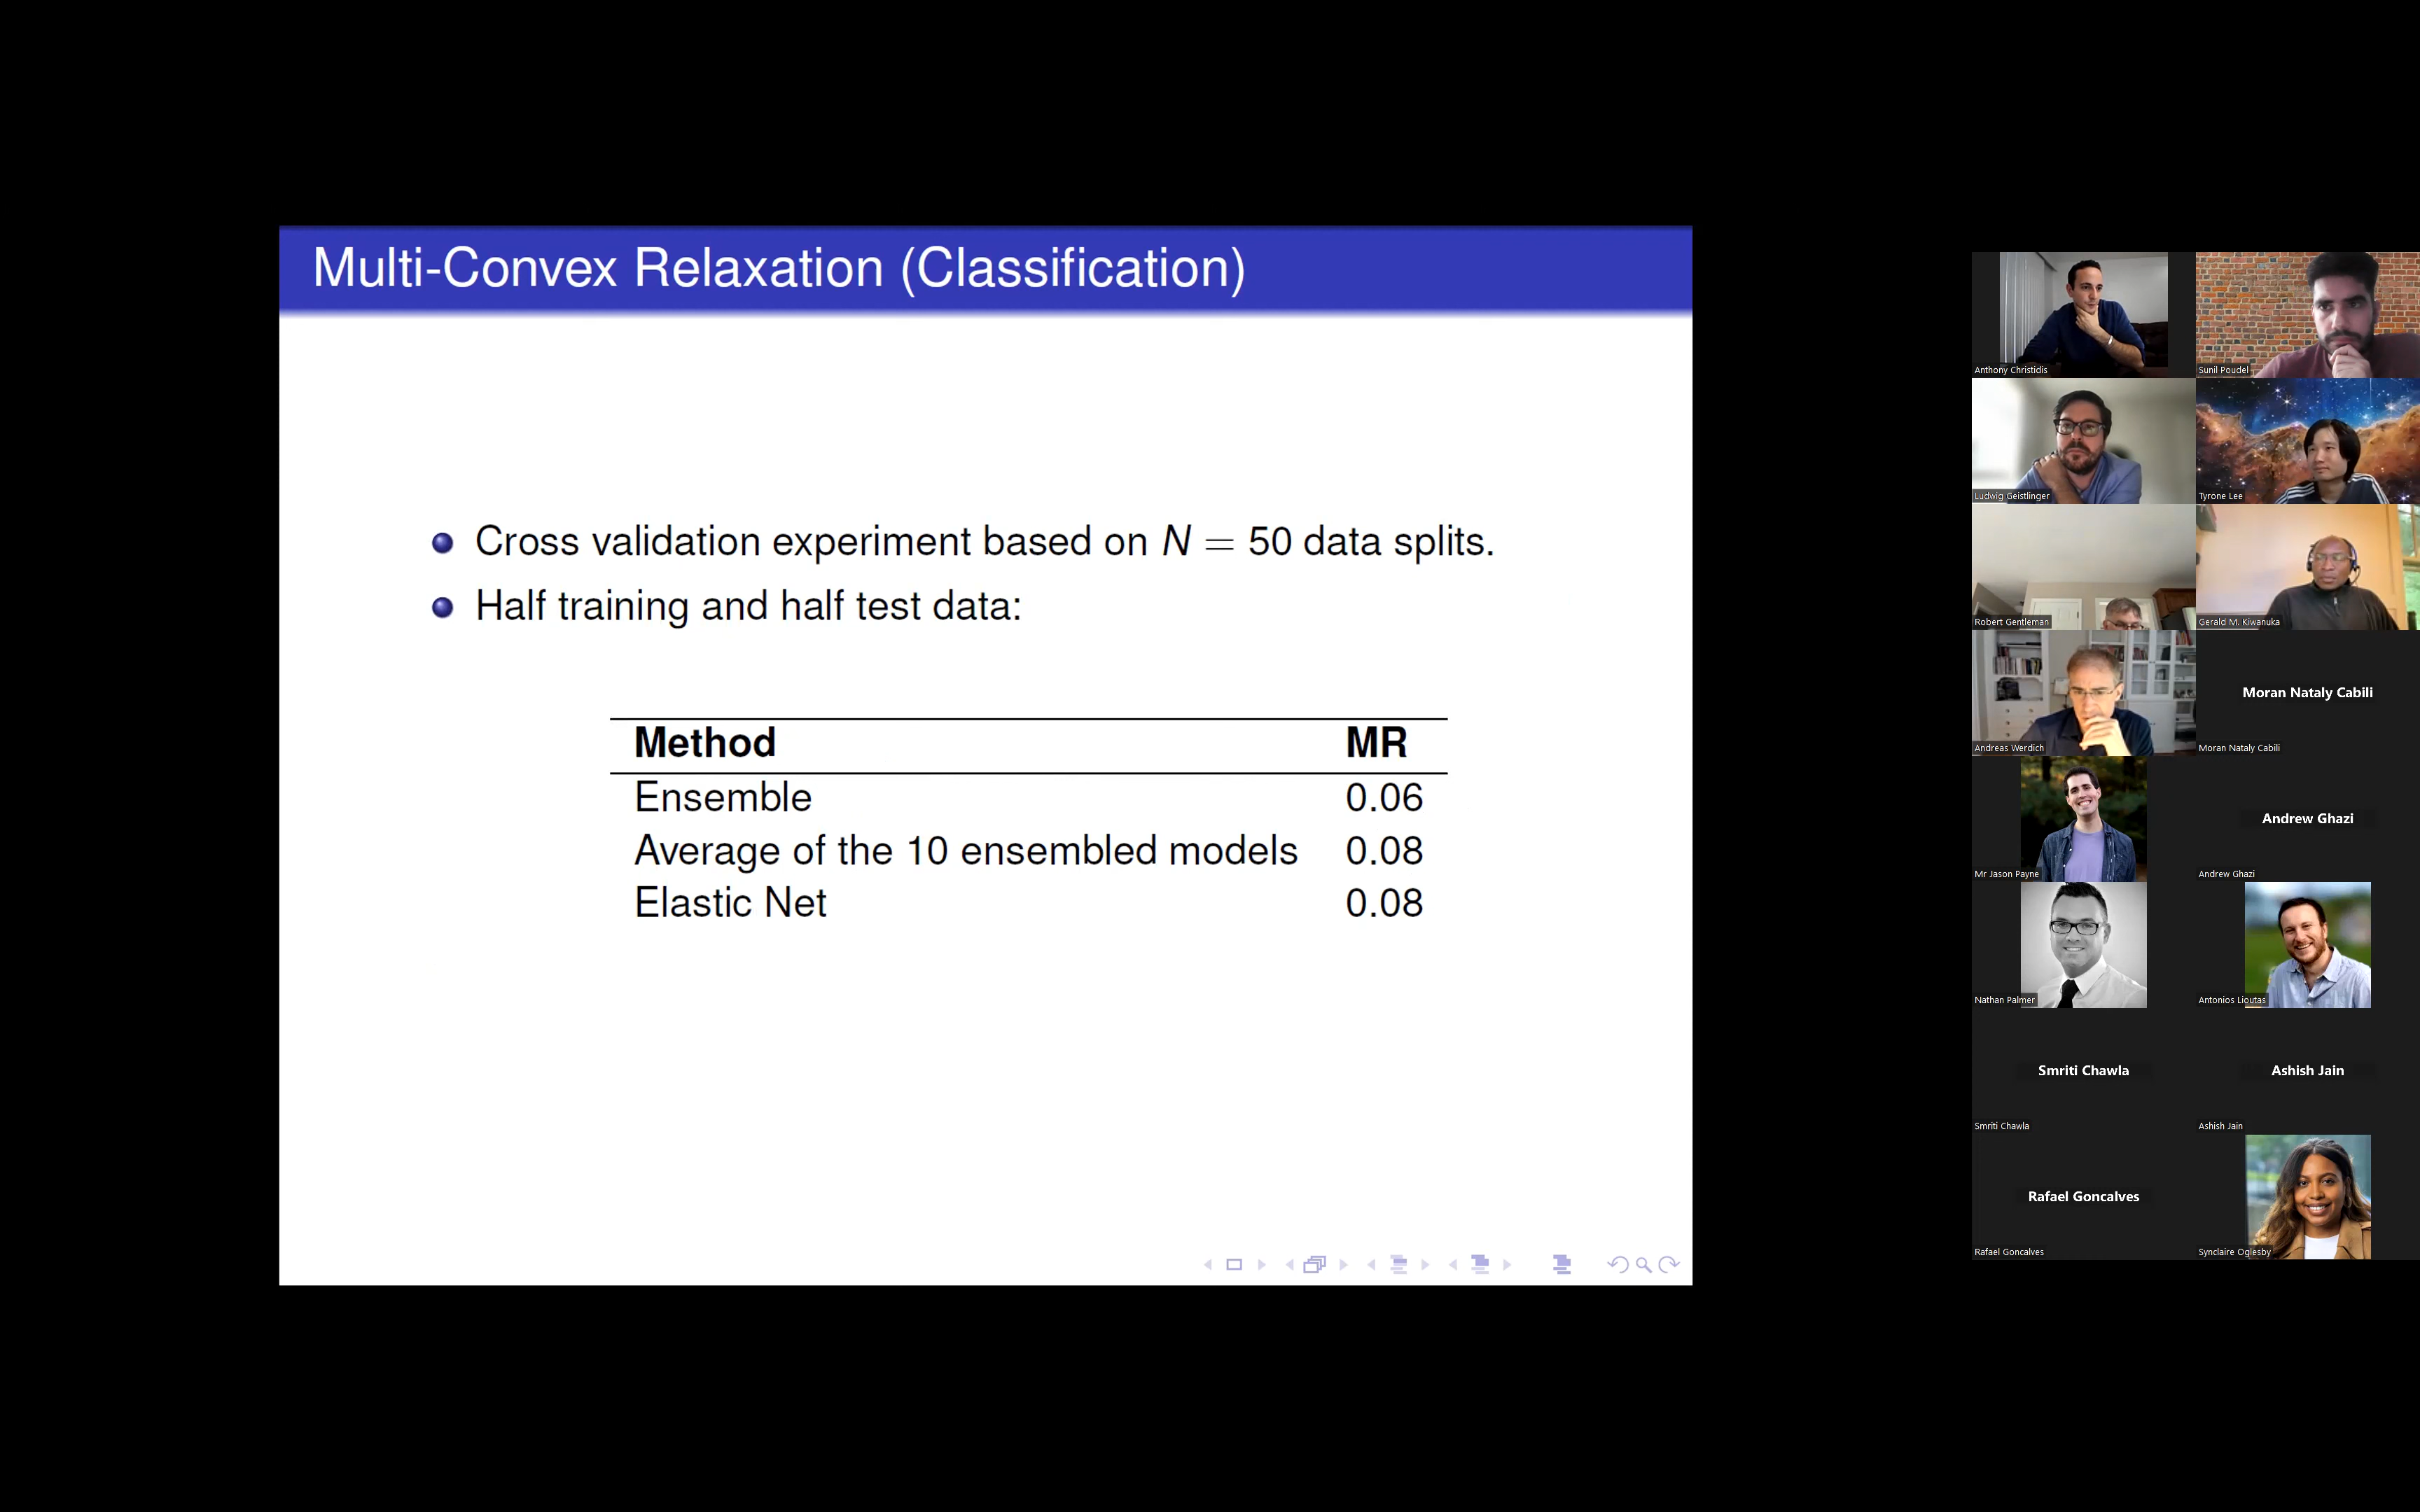 Multi-Convex Relaxation (Classification)
Cross validation experiment based on N = 50 data splits.
Half training and half test data:
Method MR
Ensemble 0.06
Average of the 10 ensembled models 0.08
Elastic Net 0.08
Anthony Christidis
Sunil Poudel
Ludwig Geistlinger
Tyrone Lee
Robert Gentleman
Gerald M. Kiwanuka
Andreas Werdich
Moran Nataly Cabili
Moran Nataly Cabili
Mr Jason Payne
Andrew Ghazi
Andrew Ghazi
Nathan Palmer
Antonios Lioutas
Smriti Chawla
Smriti Chawla
Ashish Jain
Ashish Jain
Rafael Goncalves
Rafael Goncalves
Synclaire Oglesby